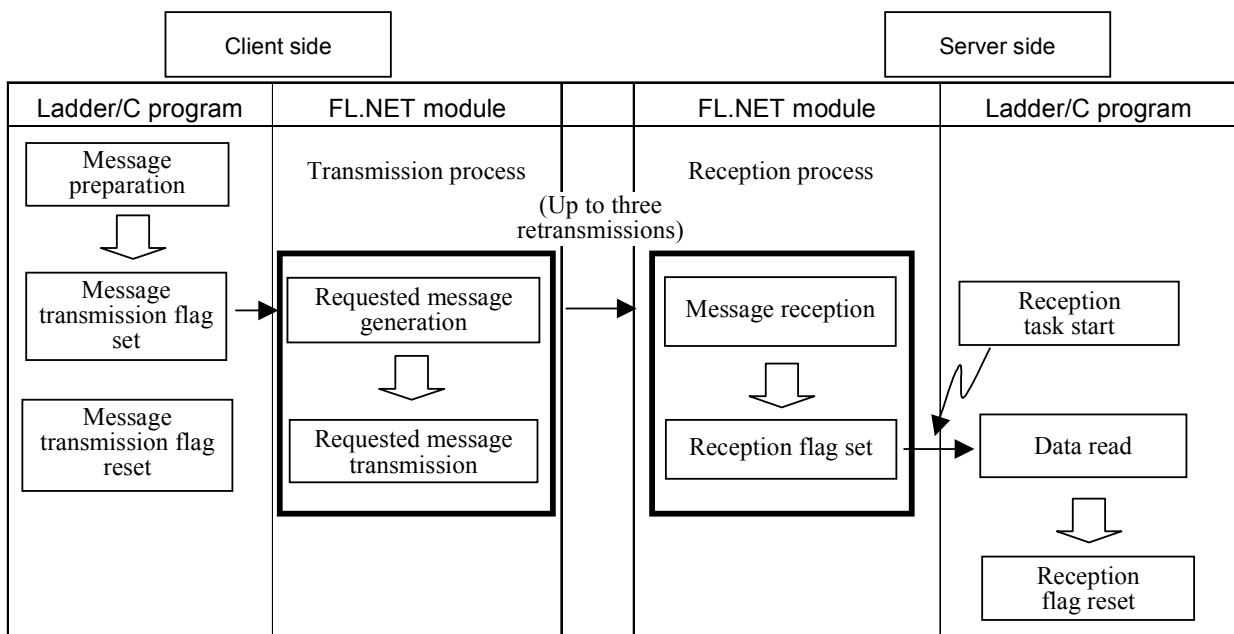 Client side
Server side
Ladder/C program
FL.NET module
FL.NET module
Ladder/C program
Message
preparation
Transmission process
Reception process
(Up to three
retransmissions)
Message
transmission flag
set
Requested message
generation
Message reception
Reception
task start
Message
transmission flag
reset
Requested message
transmission
Reception flag set
Data read
Reception
flag reset